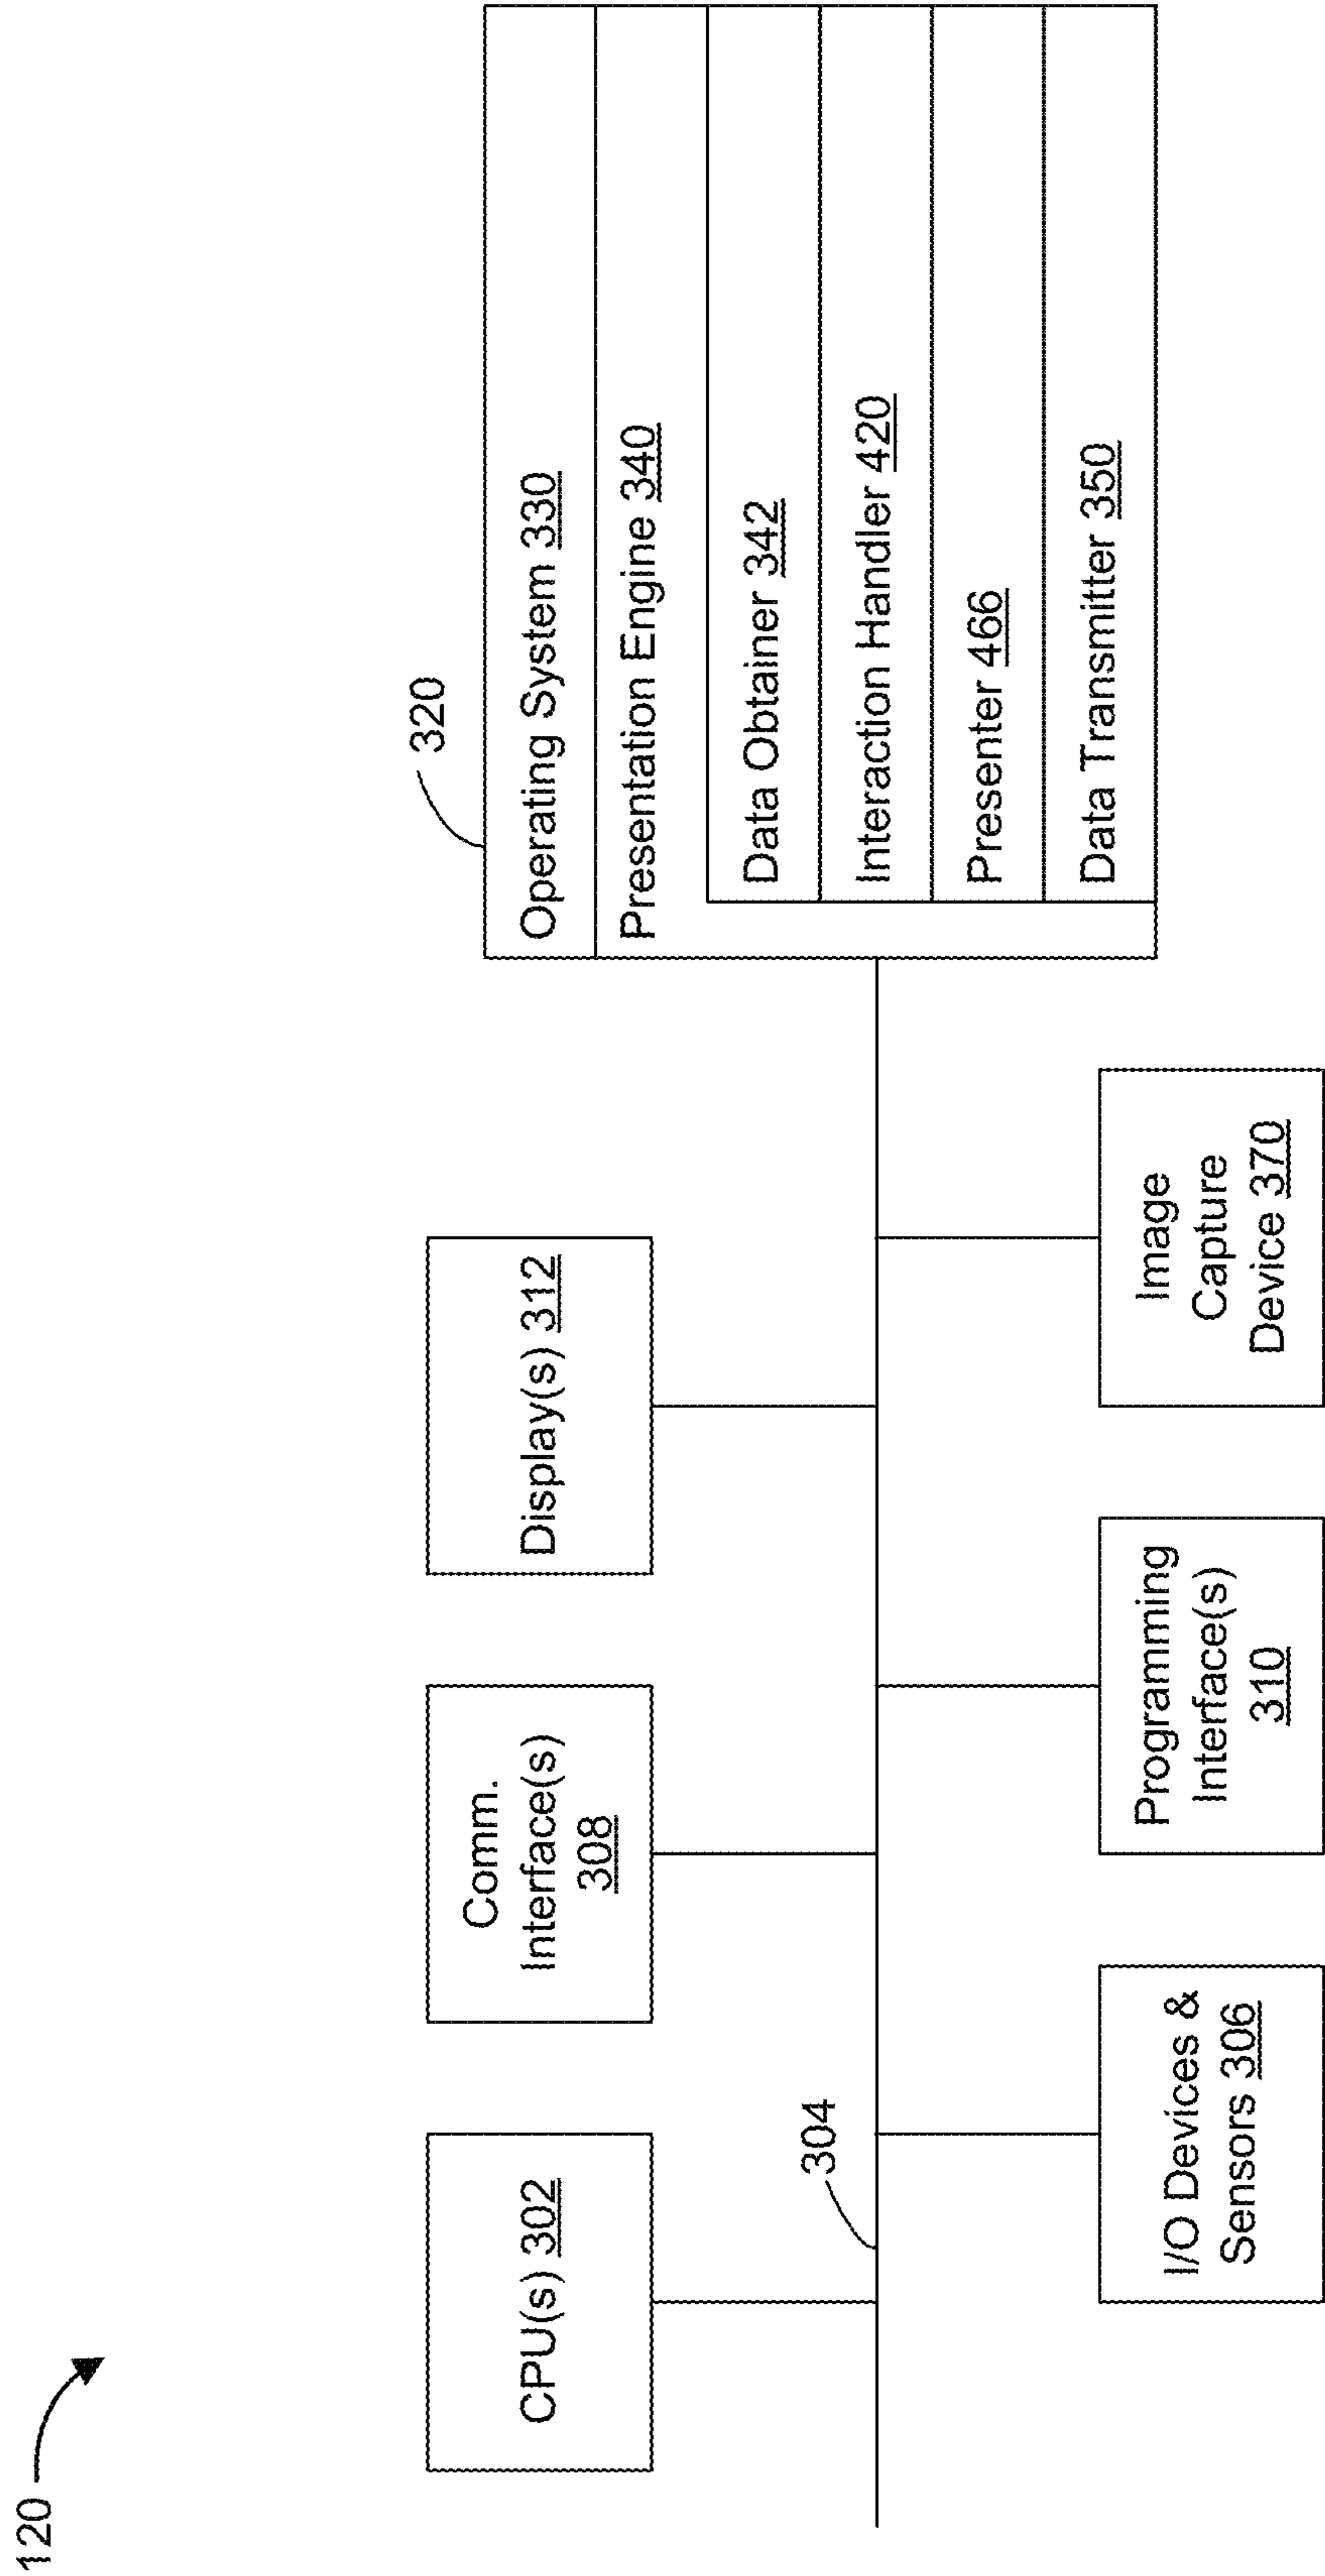 120
CPU(s) 302
Comm.
Interface(s)
308
Display(s) 312
304
I/O Devices &
Sensors 306
Programming
Interface(s)
310
Image
Capture
Device 370
320
Operating System 330
Presentation Engine 340
Data Obtainer 342
Interaction Handler 420
Presenter 466
Data Transmitter 350